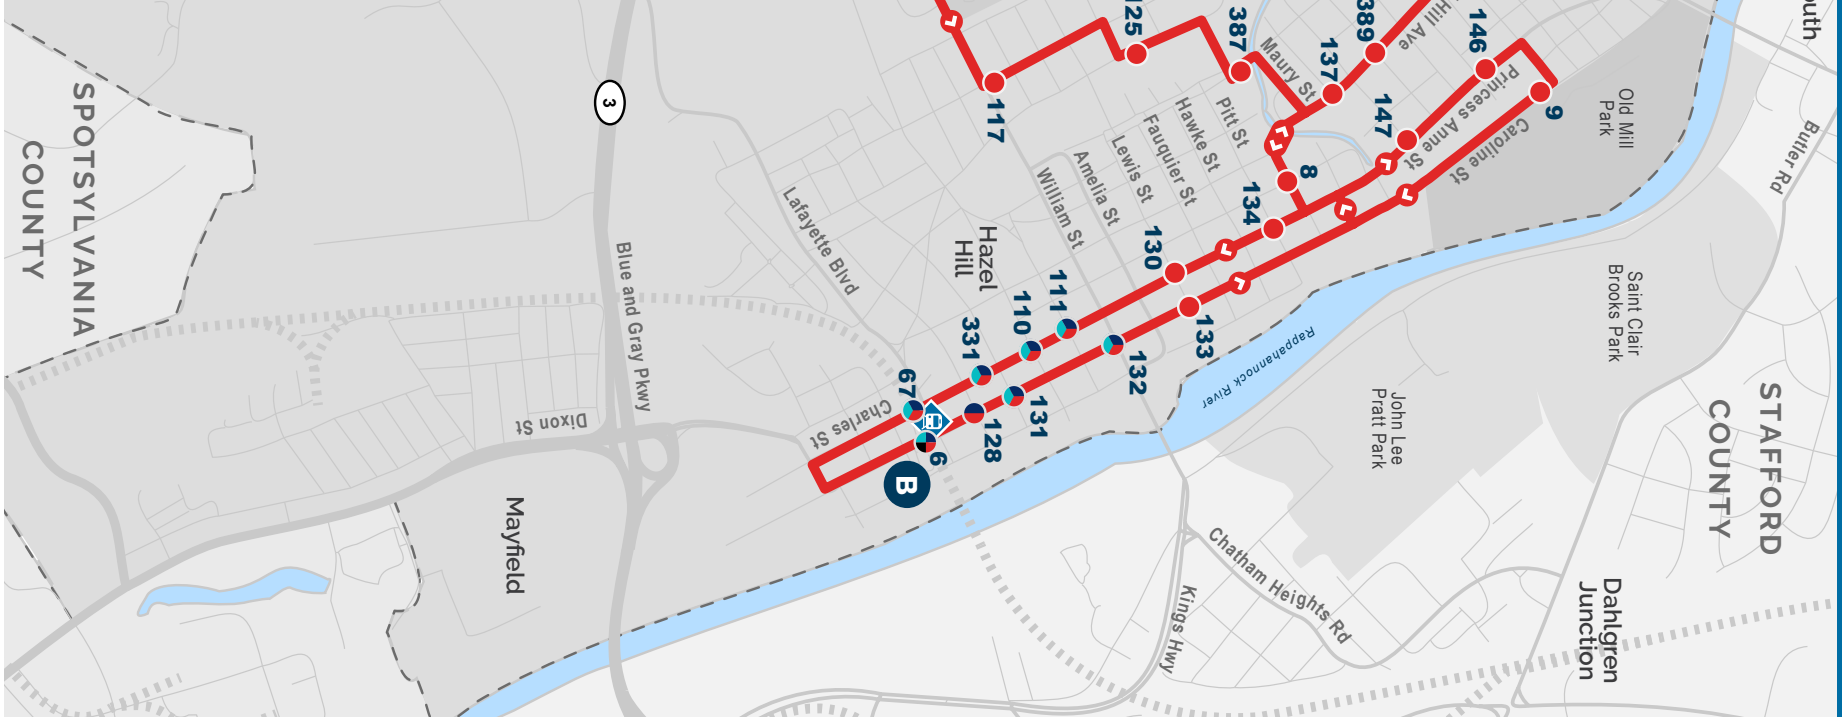 outh
Butler Rd
Old Mill
Park
9
146
Princess Anne St
Caroline St
Hill Ave
389
147
137
387
Maury St
125
117
8
Pitt St
Hawke St
Fauquier St
Lewis St
Amelia St
William St
134
130
133
111
132
110
131
331
128
67
6
B
Hazel
Hill
Lafayette Blvd
Charles St
3
Blue and Gray Pkwy
Dixon St
Mayfield
SPOTSYLVANIA
COUNTY
Rappahannock River
Saint Clair
Brooks Park
John Lee
Pratt Park
STAFFORD
COUNTY
Chatham Heights Rd
Kings Hwy
Dahlgren
Junction